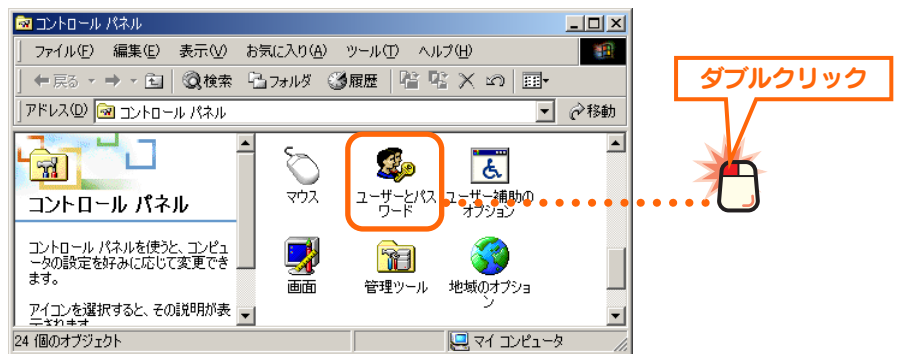 コントロール パネル
ファイル(F) 編集(E) 表示(V) お気に入り(A) ツール(T) ヘルプ(H)
戻る 検索 フォルダ 履歴
アドレス(D) コントロール パネル 移動
コントロール パネル
コントロール パネルを使うと、コンピュ
ータの設定を好みに応じて変更でき
ます。
アイコンを選択すると、その説明が表
示されます
マウス
ユーザーとパス
ワード
ユーザー補助の
オプション
画面
管理ツール
地域のオプショ
ン
24 個のオブジェクト
マイ コンピュータ
ダブルクリック